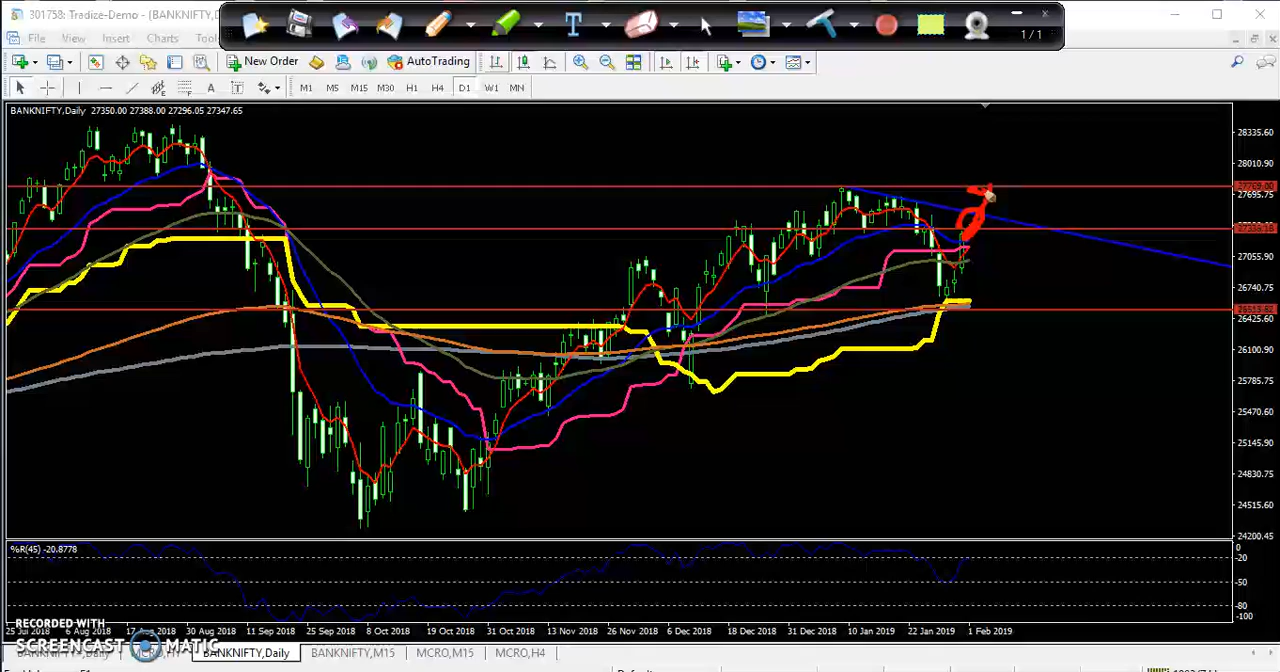 301758: Tradize-Demo - [BANKNIFTY,D
1 / 1
File View Insert Charts Tools
New Order AutoTrading
A T
M1 M5 M15 M30 H1 H4 D1 W1 MN
BANKNIFTY,Daily 27350.00 27388.00 27296.05 27347.65
28335.60
28010.90
27695.75
27055.90
26740.75
26425.60
26100.90
25785.75
25470.60
25145.90
24830.75
24515.60
24200.45
%R(45) -20.8778
0
-20
-50
-80
-100
25 Jul 2018 6 Aug 2018 17 Aug 2018 30 Aug 2018 11 Sep 2018 25 Sep 2018 8 Oct 2018 19 Oct 2018 31 Oct 2018 13 Nov 2018 26 Nov 2018 6 Dec 2018 18 Dec 2018 31 Dec 2018 10 Jan 2019 22 Jan 2019 1 Feb 2019
RECORDED WITH
SCREENCAST MATIC
BANKNIFTY,Daily BANKNIFTY,M15 MCRO,M15 MCRO,H4